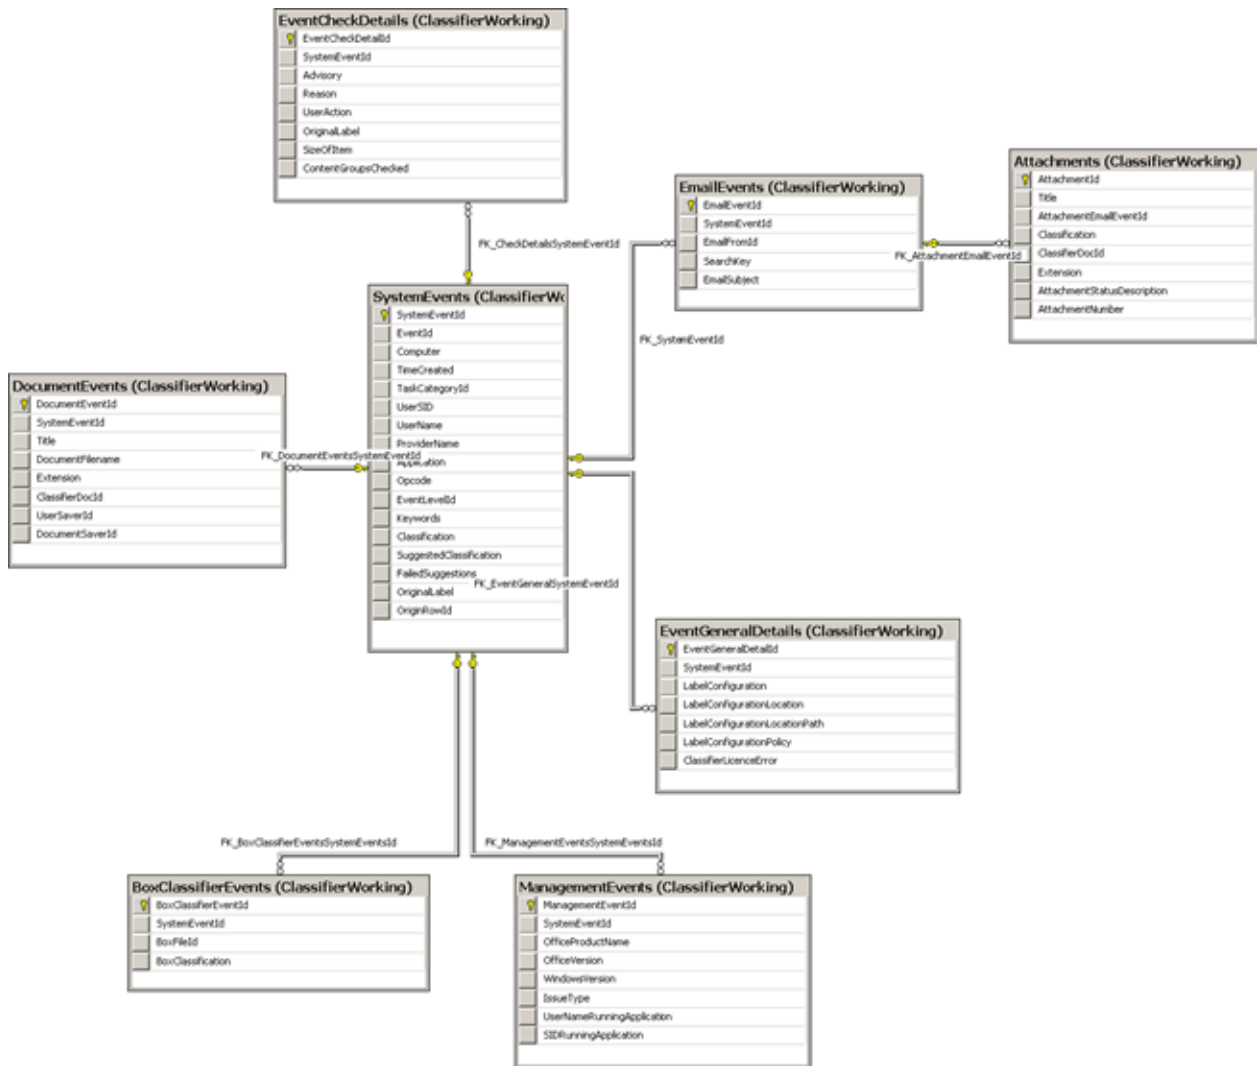 EventCheckDetails (ClassifierWorking)
EventCheckDetailId
SystemEventId
Advisory
Reason
UserAction
OriginalLabel
SizeOfItem
ContentGroupsChecked
FK_CheckDetailsSystemEventId
EmailEvents (ClassifierWorking)
EmailEventId
SystemEventId
EmailFromId
SearchKey
EmailSubject
FK_AttachmentEmailEventId
Attachments (ClassifierWorking)
AttachmentId
Title
AttachmentEmailEventId
Classification
ClassifierDocId
Extension
AttachmentStatusDescription
AttachmentNumber
FK_SystemEventId
SystemEvents (ClassifierWo
SystemEventId
EventId
Computer
TimeCreated
TaskCategoryId
UserSID
UserName
ProviderName
Application
Opcode
EventLevelId
Keywords
Classification
SuggestedClassification
FailedSuggestions
OriginalLabel
OriginRowId
DocumentEvents (ClassifierWorking)
DocumentEventId
SystemEventId
Title
DocumentFilename
Extension
ClassifierDocId
UserSaverId
DocumentSaverId
FK_DocumentEventsSystemEventId
FK_EventGeneralSystemEventId
EventGeneralDetails (ClassifierWorking)
EventGeneralDetailId
SystemEventId
LabelConfiguration
LabelConfigurationLocation
LabelConfigurationLocationPath
LabelConfigurationPolicy
ClassifierLicenceError
FK_BoxClassifierEventsSystemEventsId
FK_ManagementEventsSystemEventsId
BoxClassifierEvents (ClassifierWorking)
BoxClassifierEventId
SystemEventId
BoxFileId
BoxClassification
ManagementEvents (ClassifierWorking)
ManagementEventId
SystemEventId
OfficeProductName
OfficeVersion
WindowsVersion
IssueType
UserNameRunningApplication
SIDRunningApplication